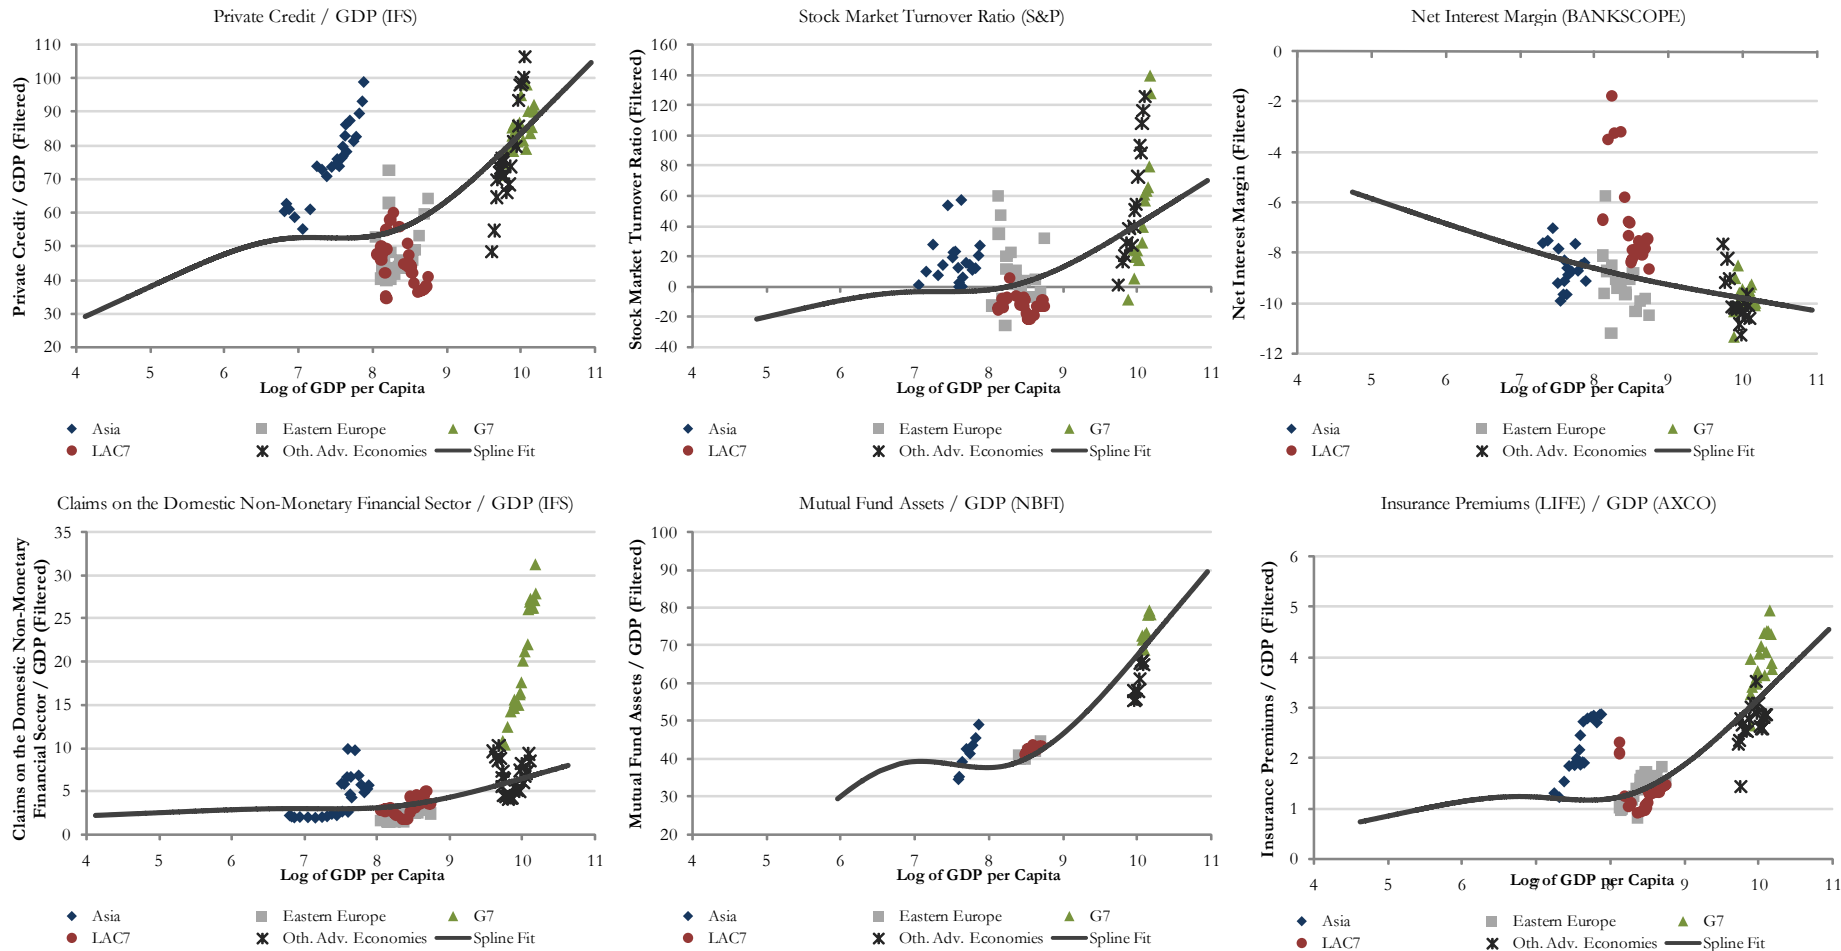 Private Credit / GDP (IFS)
Private Credit / GDP (Filtered)
110
100
90
80
70
60
50
40
30
20
4 5 6 7 8 9 10 11
Log of GDP per Capita
Asia Eastern Europe G7
LAC7 Oth. Adv. Economies Spline Fit
Stock Market Turnover Ratio (S&P)
Stock Market Turnover Ratio (Filtered)
160
140
120
100
80
60
40
20
0
-20
-40
4 5 6 7 8 9 10 11
Log of GDP per Capita
Asia Eastern Europe G7
LAC7 Oth. Adv. Economies Spline Fit
Net Interest Margin (BANKSCOPE)
Net Interest Margin (Filtered)
0
-2
-4
-6
-8
-10
-12
4 5 6 7 8 9 10 11
Log of GDP per Capita
Asia Eastern Europe G7
LAC7 Oth. Adv. Economies Spline Fit
Claims on the Domestic Non-Monetary Financial Sector / GDP (IFS)
Claims on the Domestic Non-Monetary
Financial Sector / GDP (Filtered)
35
30
25
20
15
10
5
0
4 5 6 7 8 9 10 11
Log of GDP per Capita
Asia Eastern Europe G7
LAC7 Oth. Adv. Economies Spline Fit
Mutual Fund Assets / GDP (NBFI)
Mutual Fund Assets / GDP (Filtered)
100
90
80
70
60
50
40
30
20
4 5 6 7 8 9 10 11
Log of GDP per Capita
Asia Eastern Europe G7
LAC7 Oth. Adv. Economies Spline Fit
Insurance Premiums (LIFE) / GDP (AXCO)
Insurance Premiums / GDP (Filtered)
6
5
4
3
2
1
0
4 5 6 7 8 9 10 11
Log of GDP per Capita
Asia Eastern Europe G7
LAC7 Oth. Adv. Economies Spline Fit